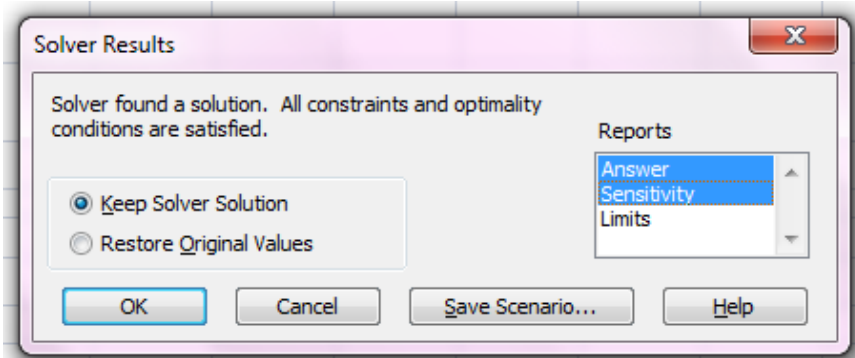 Solver Results
Solver found a solution. All constraints and optimality
conditions are satisfied.
Reports
Answer
Sensitivity
Limits
Keep Solver Solution
Restore Original Values
OK
Cancel
Save Scenario...
Help